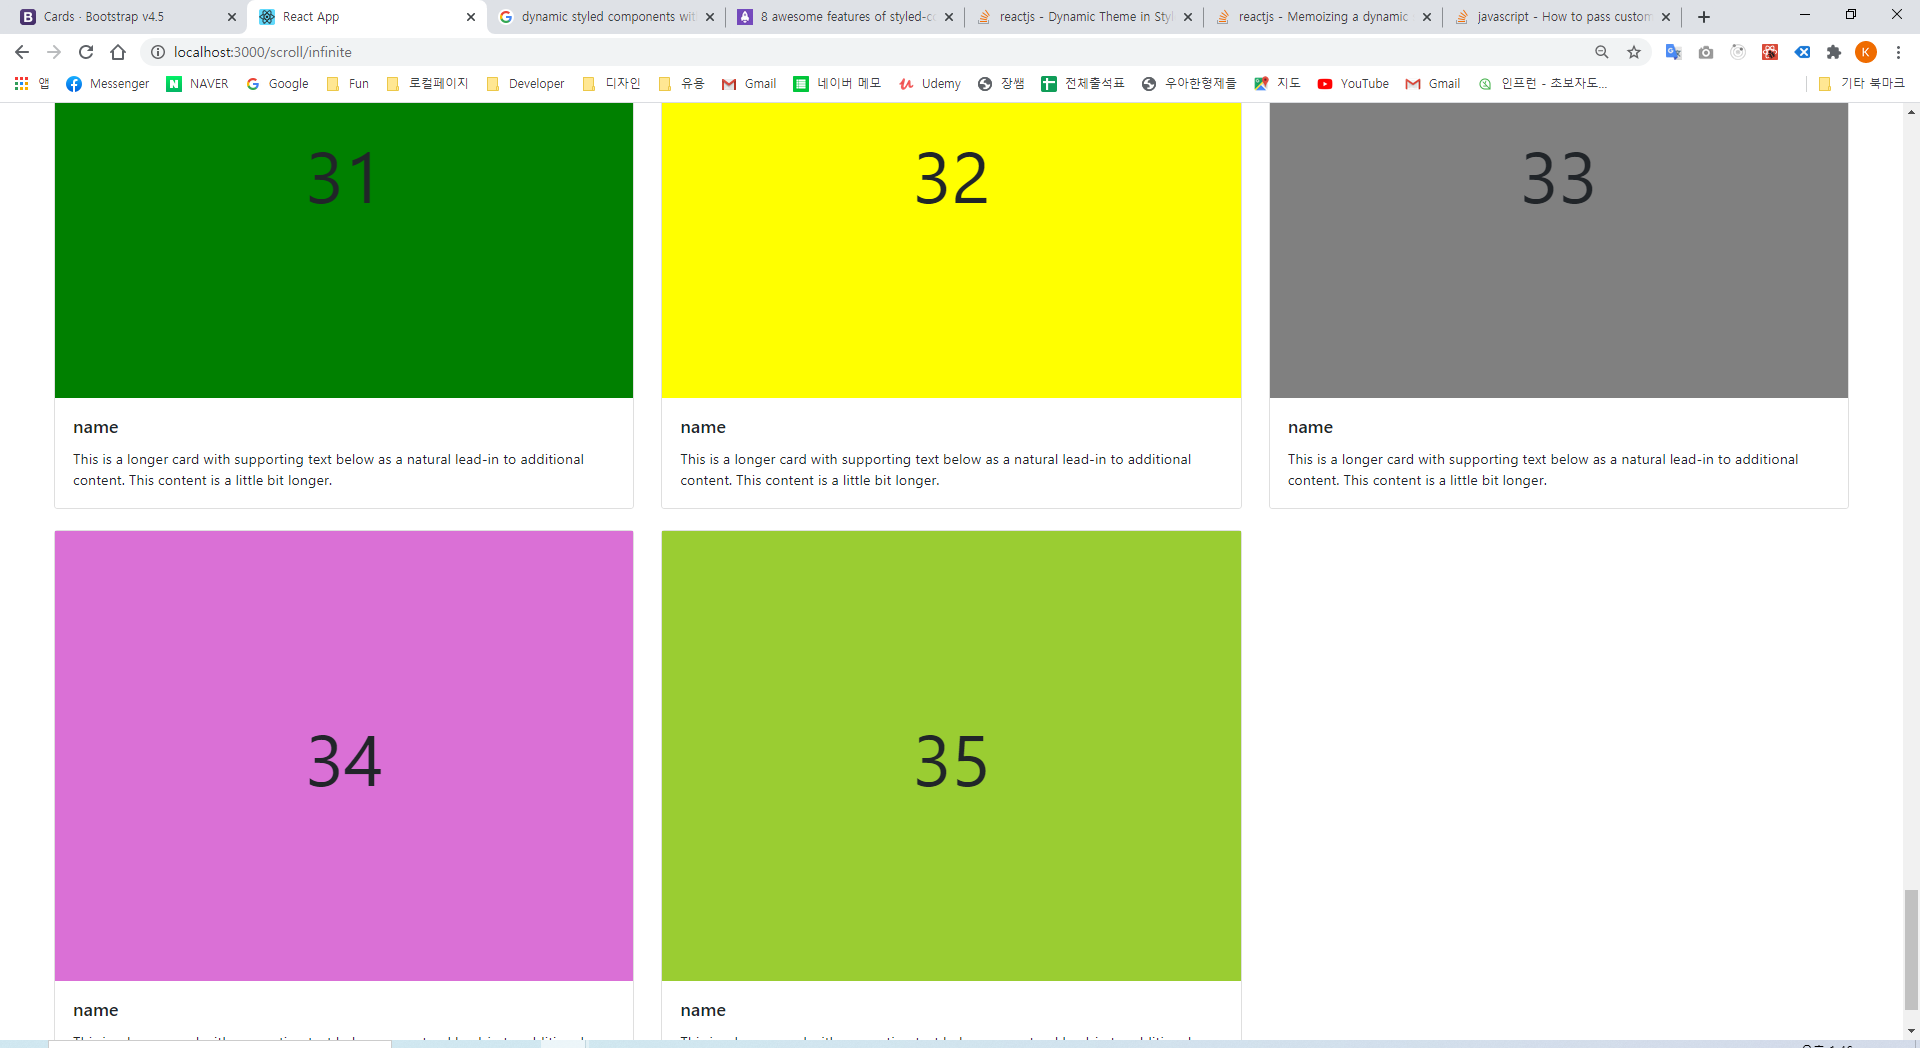 Cards · Bootstrap v4.5
React App
dynamic styled components wit
8 awesome features of styled-c
reactjs - Dynamic Theme in Sty
reactjs - Memoizing a dynamic
javascript - How to pass custom
localhost:3000/scroll/infinite
K
앱 Messenger NAVER Google Fun 로컬페이지 Developer 디자인 유용 Gmail 네이버 메모 Udemy 장쌤 전체출석표 우아한형제들 지도 YouTube Gmail 인프런 - 초보자도... 기타 북마크
31
32
33
name
This is a longer card with supporting text below as a natural lead-in to additional
content. This content is a little bit longer.
name
This is a longer card with supporting text below as a natural lead-in to additional
content. This content is a little bit longer.
name
This is a longer card with supporting text below as a natural lead-in to additional
content. This content is a little bit longer.
34
35
name
name